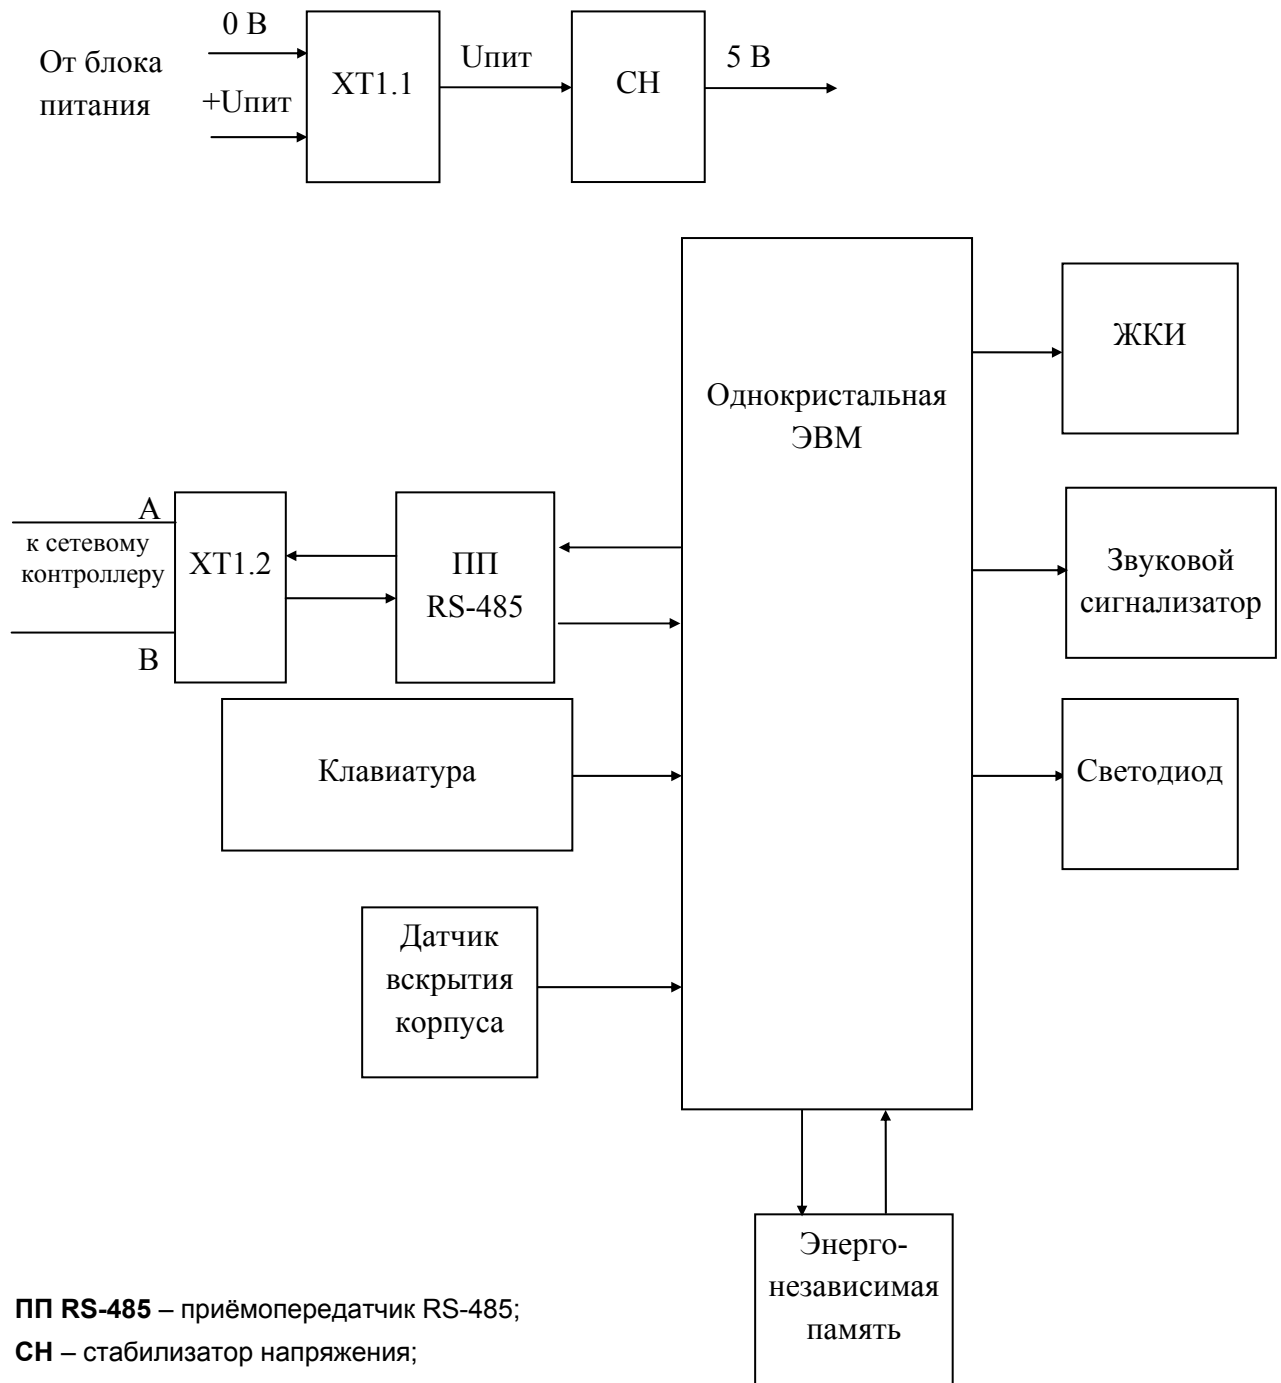 0 В
От блока
питания
+Uпит
XT1.1
Uпит
СН
5 В
Однокристальная
ЭВМ
ЖКИ
A
к сетевому
контроллеру
B
XT1.2
ПП
RS-485
Звуковой
сигнализатор
Клавиатура
Светодиод
Датчик
вскрытия
корпуса
Энерго-
независимая
память
ПП RS-485 – приёмопередатчик RS-485;
СН – стабилизатор напряжения;